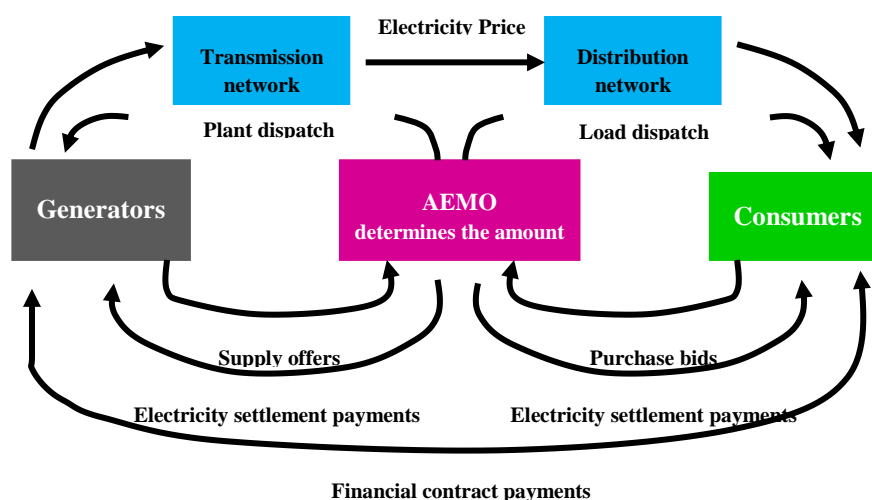 Electricity Price
Transmission
network
Distribution
network
Plant dispatch
Load dispatch
Generators
AEMO
determines the amount
Consumers
Supply offers
Purchase bids
Electricity settlement payments
Electricity settlement payments
Financial contract payments